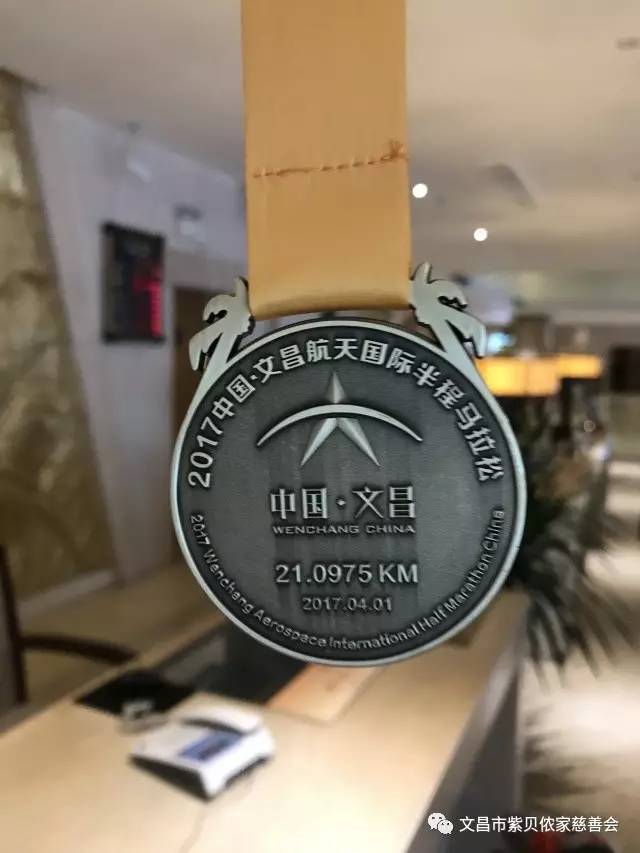 2017中国·文昌航天国际半程马拉松
中国·文昌
WENCHANG CHINA
21.0975 KM
2017.04.01
2017 Wenchang Aerospace International Half Marathon China
文昌市紫贝侬家慈善会